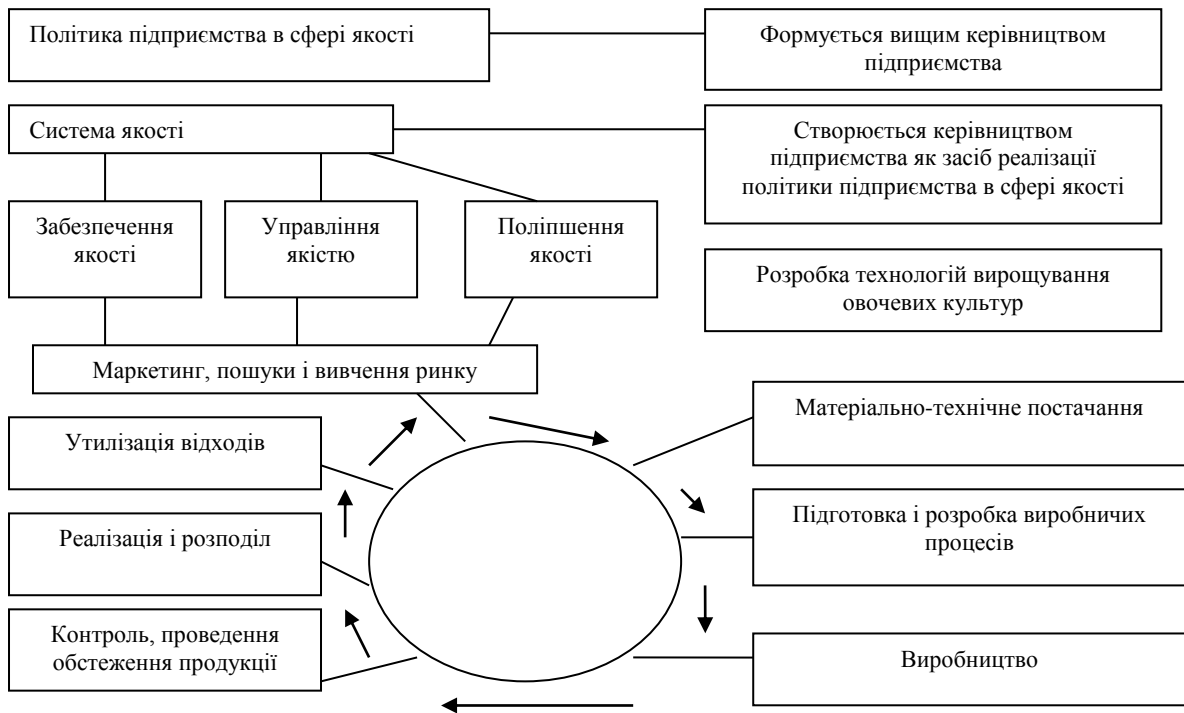 Політика підприємства в сфері якості
Формується вищим керівництвом
підприємства
Система якості
Створюється керівництвом
підприємства як засіб реалізації
політики підприємства в сфері якості
Забезпечення
якості
Управління
якістю
Поліпшення
якості
Розробка технологій вирощування
овочевих культур
Маркетинг, пошуки і вивчення ринку
Матеріально-технічне постачання
Утилізація відходів
Підготовка і розробка виробничих
процесів
Реалізація і розподіл
Контроль, проведення
обстеження продукції
Виробництво